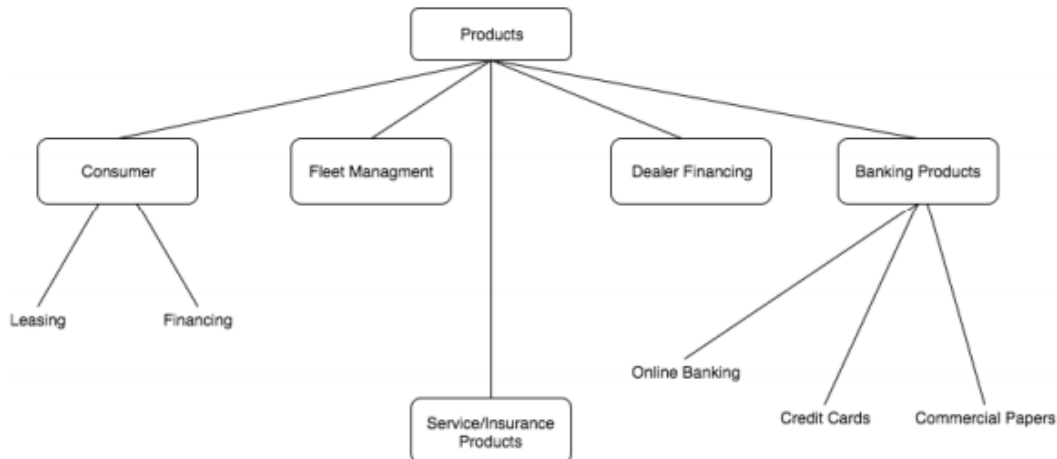 Products
Consumer
Fleet Managment
Dealer Financing
Banking Products
Leasing
Financing
Online Banking
Credit Cards
Commercial Papers
Service/Insurance
Products